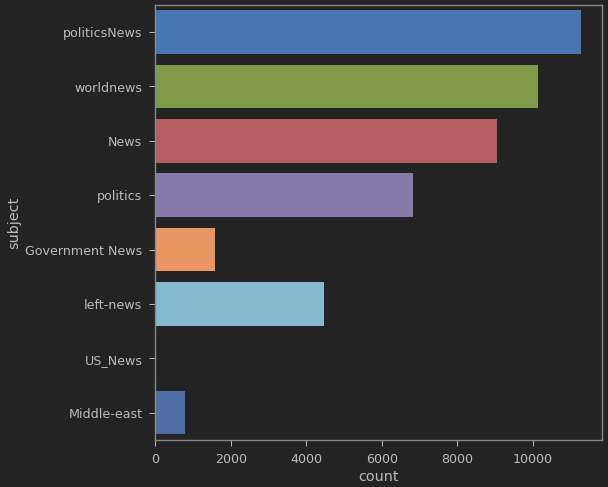 politicsNews
worldnews
News
politics
Government News
left-news
US_News
Middle-east
subject
0 2000 4000 6000 8000 10000
count